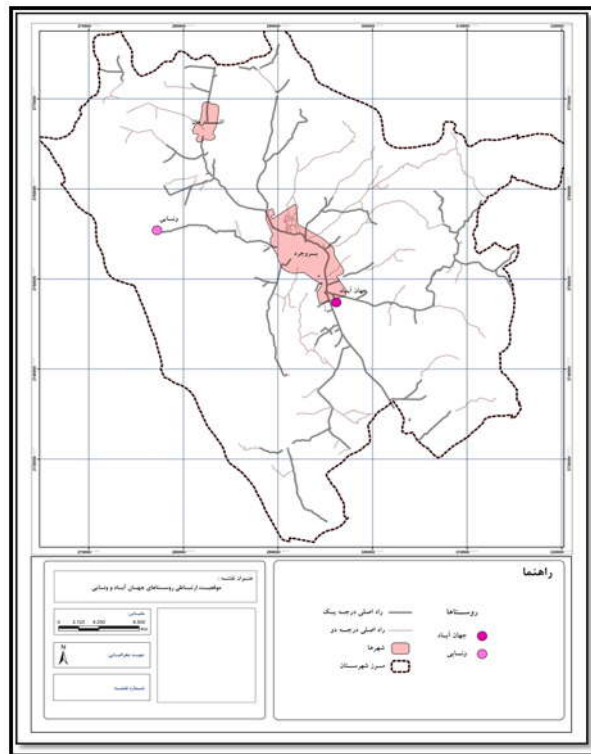 ونسایی
بروجرد
جهان آباد
راهنما
روستاها
جهان آباد
ونسایی
راه اصلی درجه یک
راه اصلی درجه دو
شهرها
مرز شهرستان
عنوان نقشه:
موقعیت ارتباطی روستاهای جهان آباد و ونسایی
مقیاس:
جهت جغرافیایی:
N
شماره نقشه: